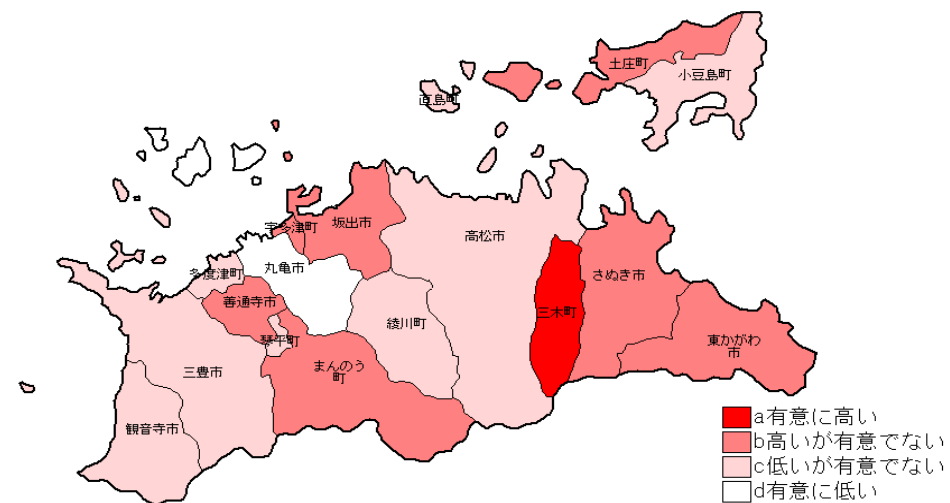 土庄町
小豆島町
直島町
宇多津町
坂出市
高松市
丸亀市
さぬき市
多度津町
善通寺市
三木町
綾川町
琴平町
東かがわ
市
まんのう
町
三豊市
観音寺市
a有意に高い
b高いが有意でない
c低いが有意でない
d有意に低い